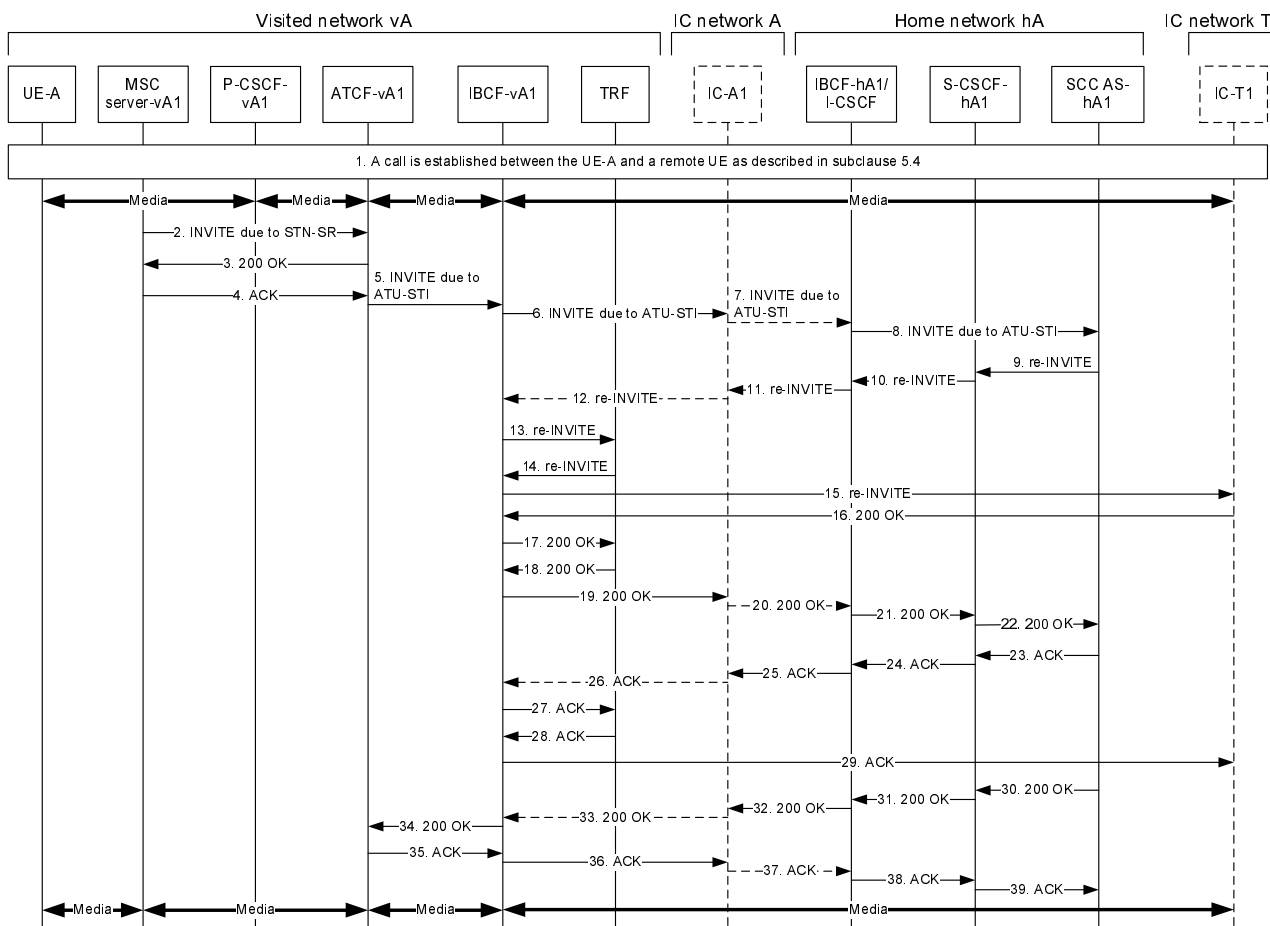 Visited network vA
IC network A
Home network hA
IC network T
UE-A
MSC
server-vA1
P-CSCF-
vA1
ATCF-vA1
IBCF-vA1
TRF
IC-A1
IBCF-hA1/
I-CSCF
S-CSCF-
hA1
SCC AS-
hA1
IC-T1
1. A call is established between the UE-A and a remote UE as described in subclause 5.4
Media
Media
Media
Media
2. INVITE due to STN-SR
3. 200 OK
4. ACK
5. INVITE due to
ATU-STI
6. INVITE due to ATU-STI
7. INVITE due to
ATU-STI
8. INVITE due to ATU-STI
9. re-INVITE
10. re-INVITE
11. re-INVITE
12. re-INVITE
13. re-INVITE
14. re-INVITE
15. re-INVITE
16. 200 OK
17. 200 OK
18. 200 OK
19. 200 OK
20. 200 OK
21. 200 OK
22. 200 OK
23. ACK
24. ACK
25. ACK
26. ACK
27. ACK
28. ACK
29. ACK
30. 200 OK
31. 200 OK
32. 200 OK
33. 200 OK
34. 200 OK
35. ACK
36. ACK
37. ACK
38. ACK
39. ACK
Media
Media
Media
Media